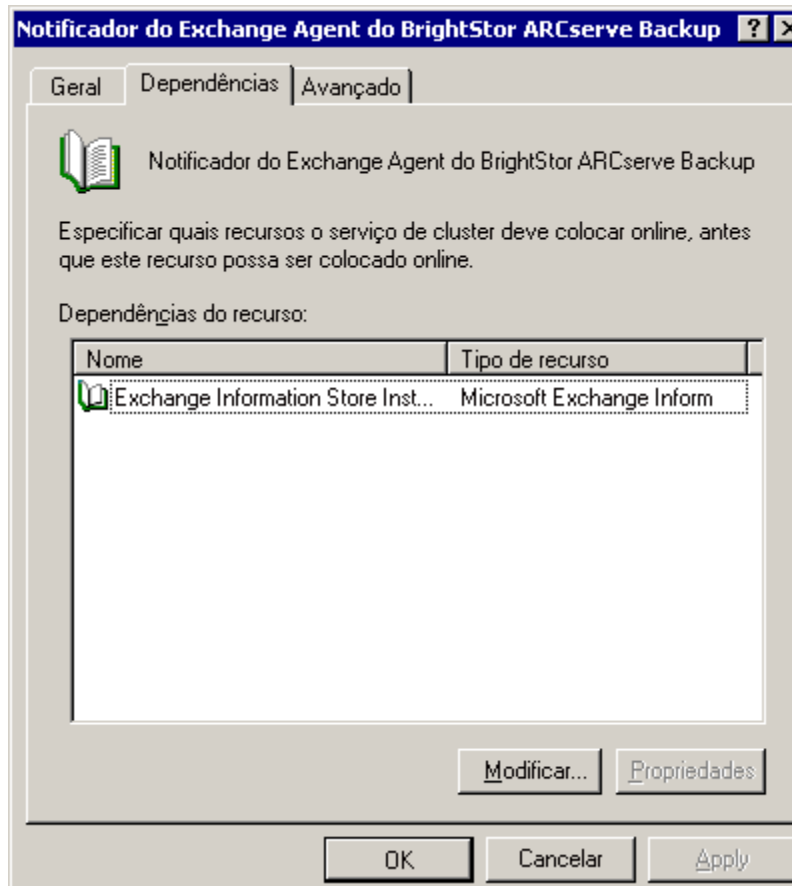 Notificador do Exchange Agent do BrightStor ARCserve Backup
Geral Dependências Avançado
Notificador do Exchange Agent do BrightStor ARCserve Backup
Especificar quais recursos o serviço de cluster deve colocar online, antes
que este recurso possa ser colocado online.
Dependências do recurso:
Nome Tipo de recurso
Exchange Information Store Inst... Microsoft Exchange Inform
Modificar... Propriedades
OK Cancelar Apply